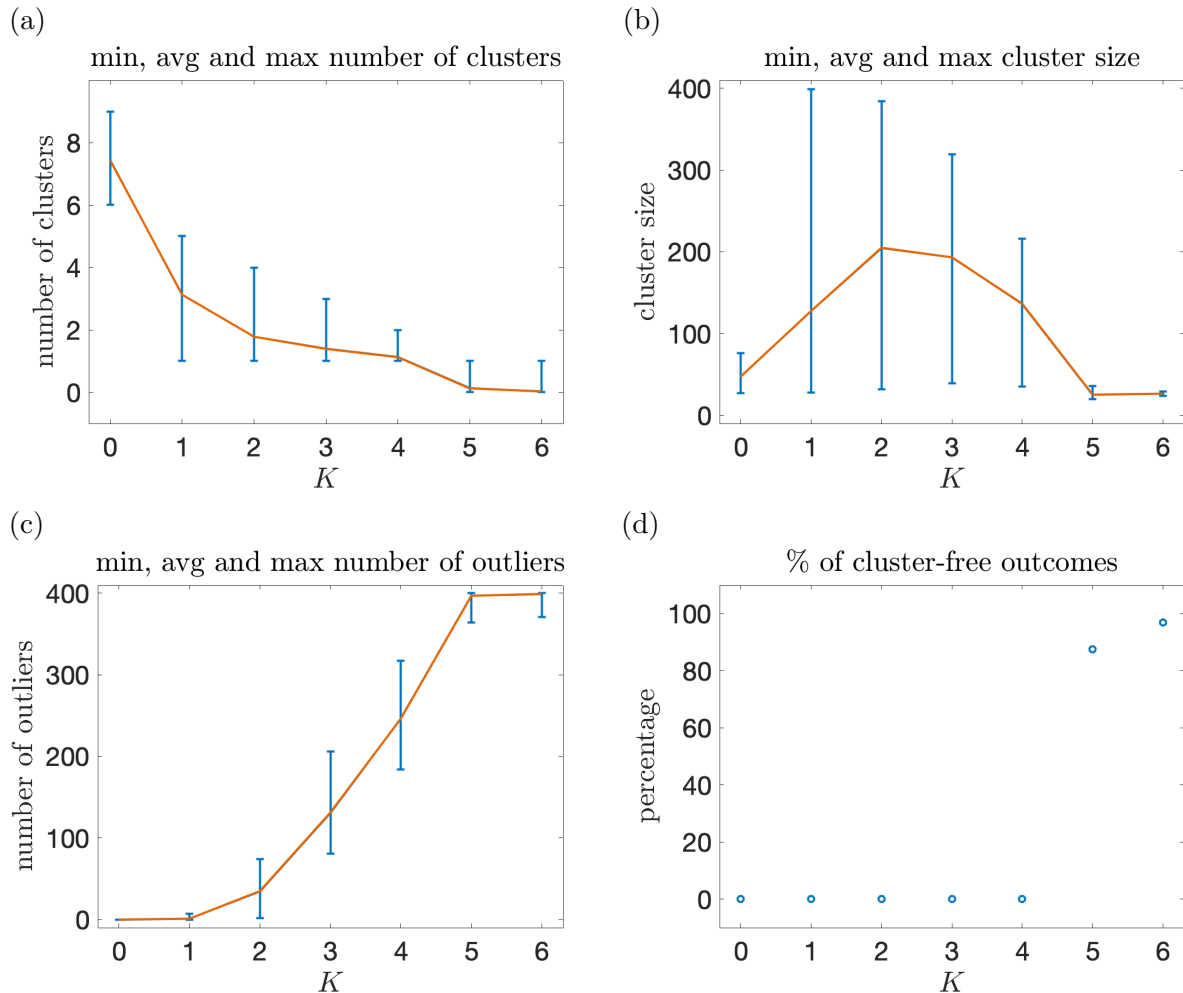 (a)
min, avg and max number of clusters
number of clusters
8
6
4
2
0
0 1 2 3 4 5 6
K
(b)
min, avg and max cluster size
cluster size
400
300
200
100
0
0 1 2 3 4 5 6
K
(c)
min, avg and max number of outliers
number of outliers
400
300
200
100
0
0 1 2 3 4 5 6
K
(d)
% of cluster-free outcomes
percentage
100
80
60
40
20
0
0 1 2 3 4 5 6
K